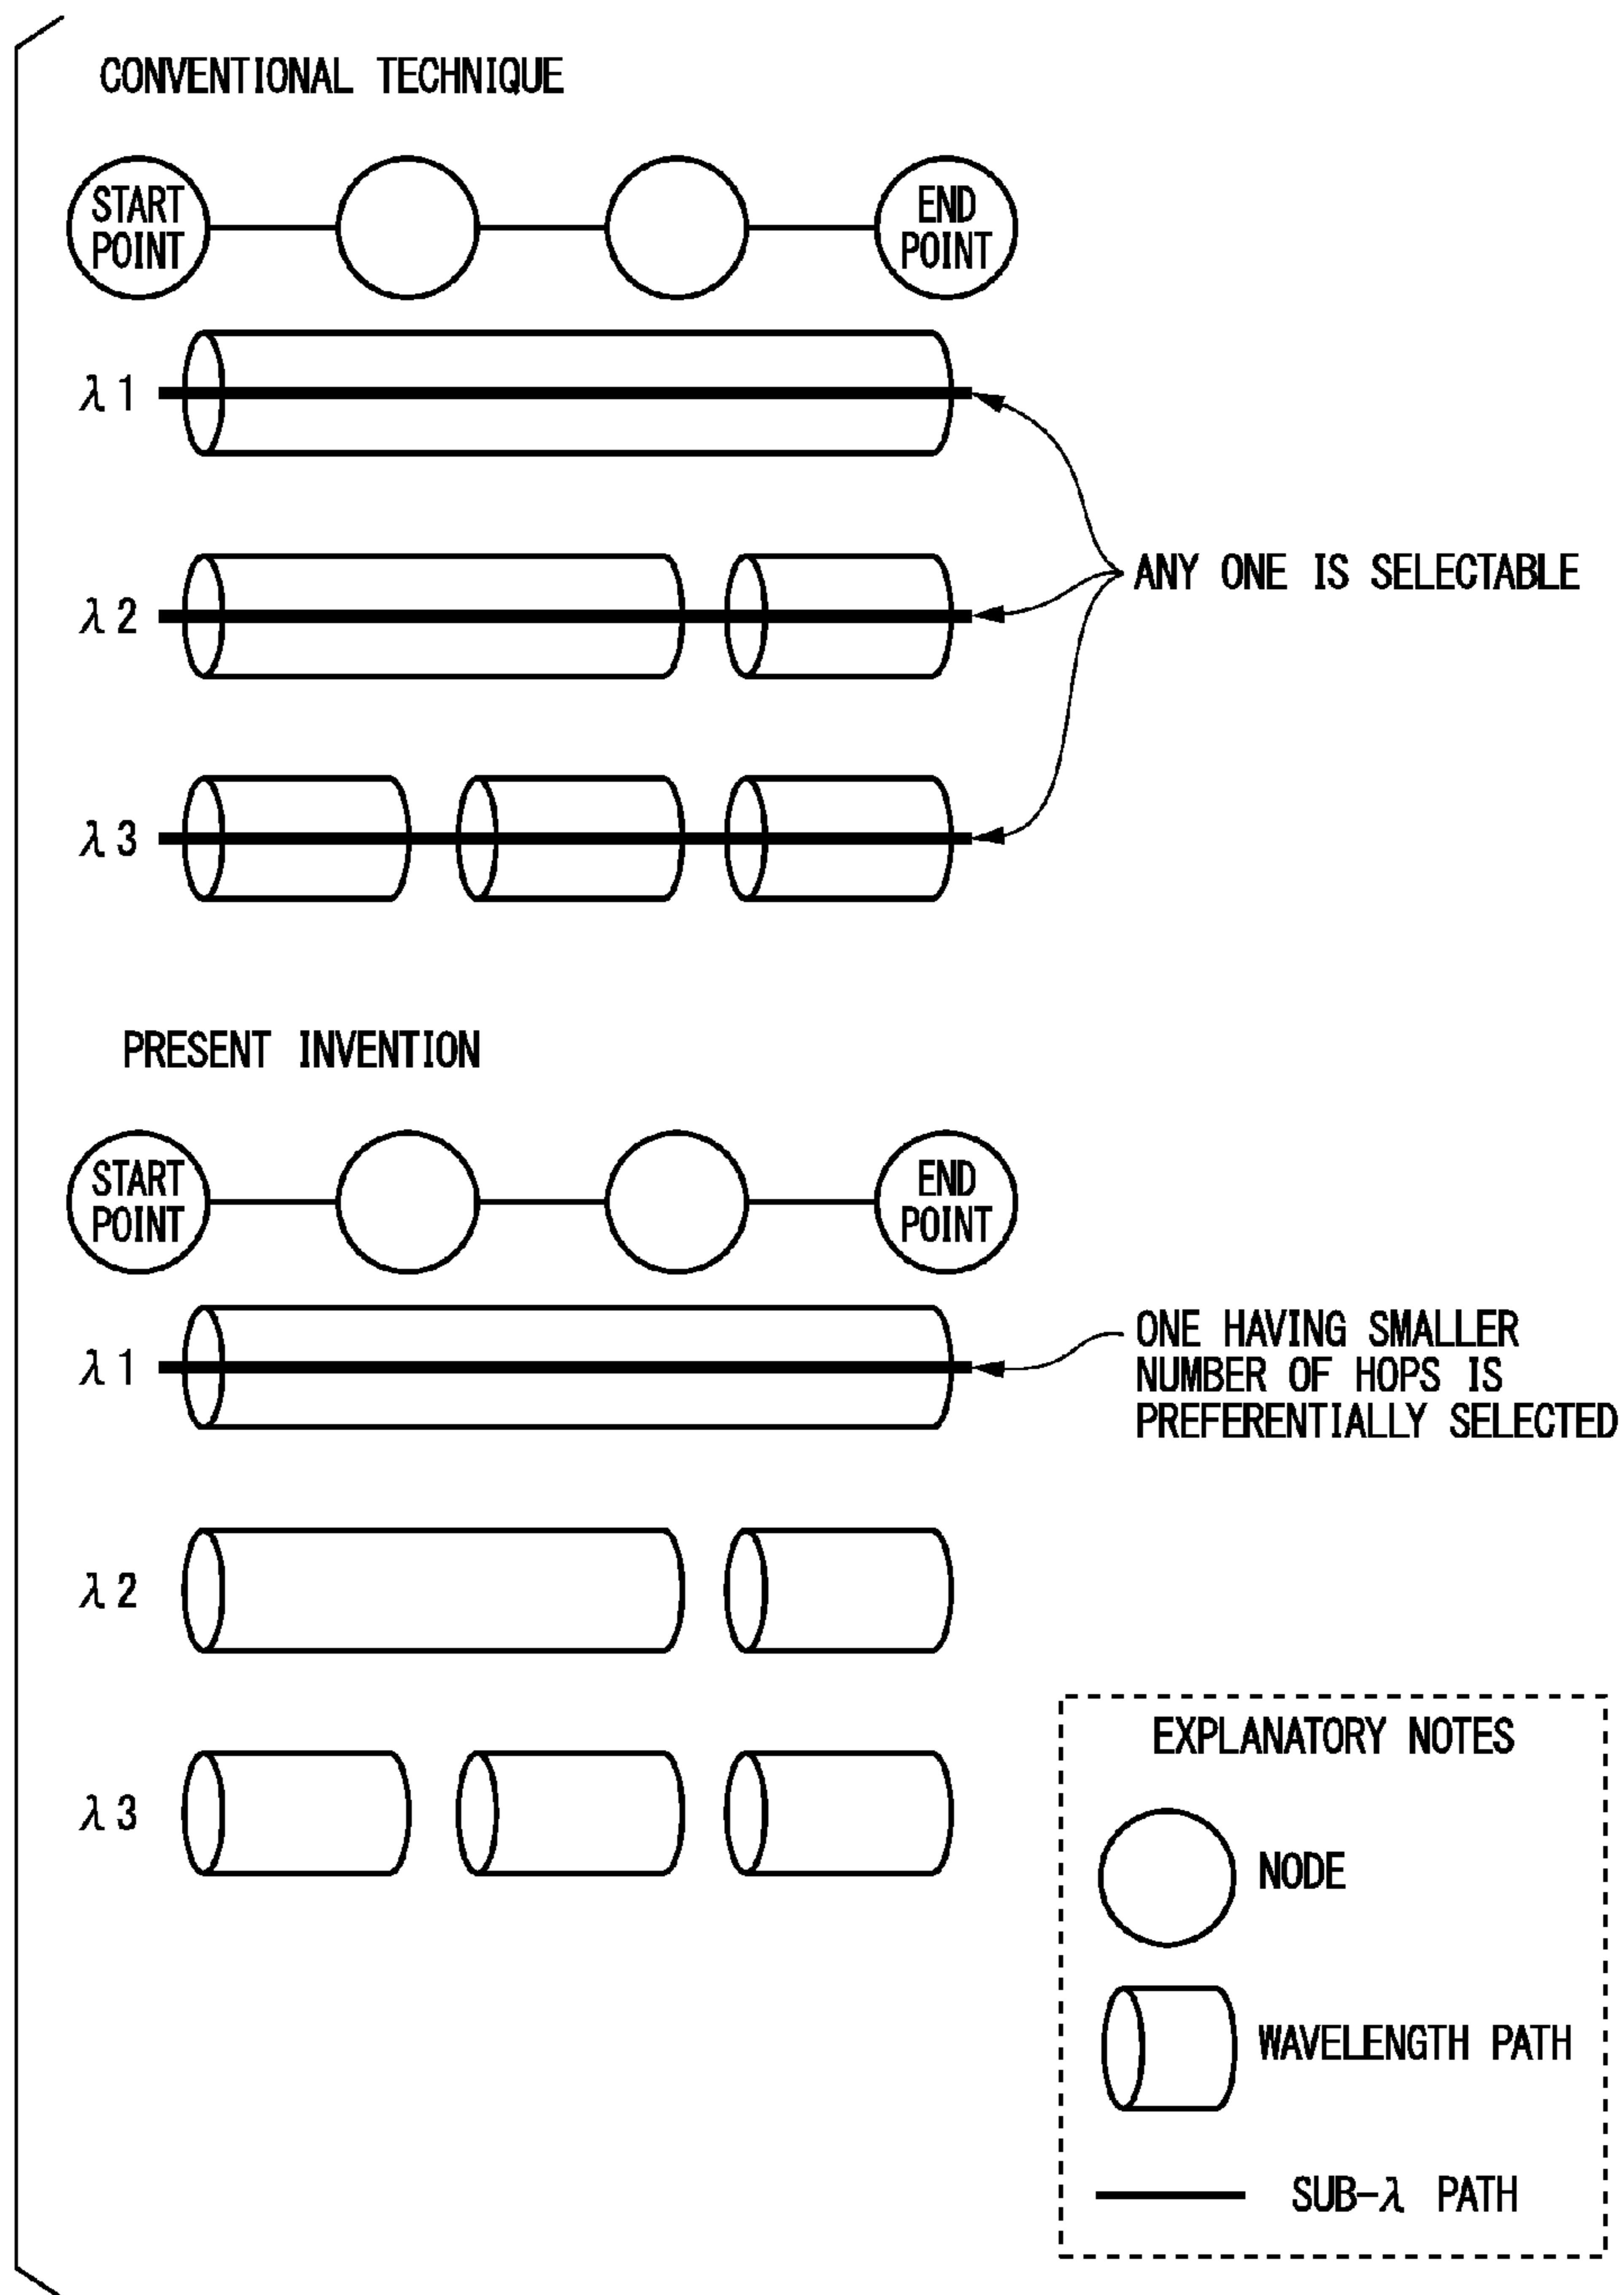 CONVENTIONAL TECHNIQUE
START
POINT
END
POINT
λ1
λ2
ANY ONE IS SELECTABLE
λ3
PRESENT INVENTION
START
POINT
END
POINT
λ1
ONE HAVING SMALLER
NUMBER OF HOPS IS
PREFERENTIALLY SELECTED
λ2
λ3
EXPLANATORY NOTES
NODE
WAVELENGTH PATH
SUB-λ PATH